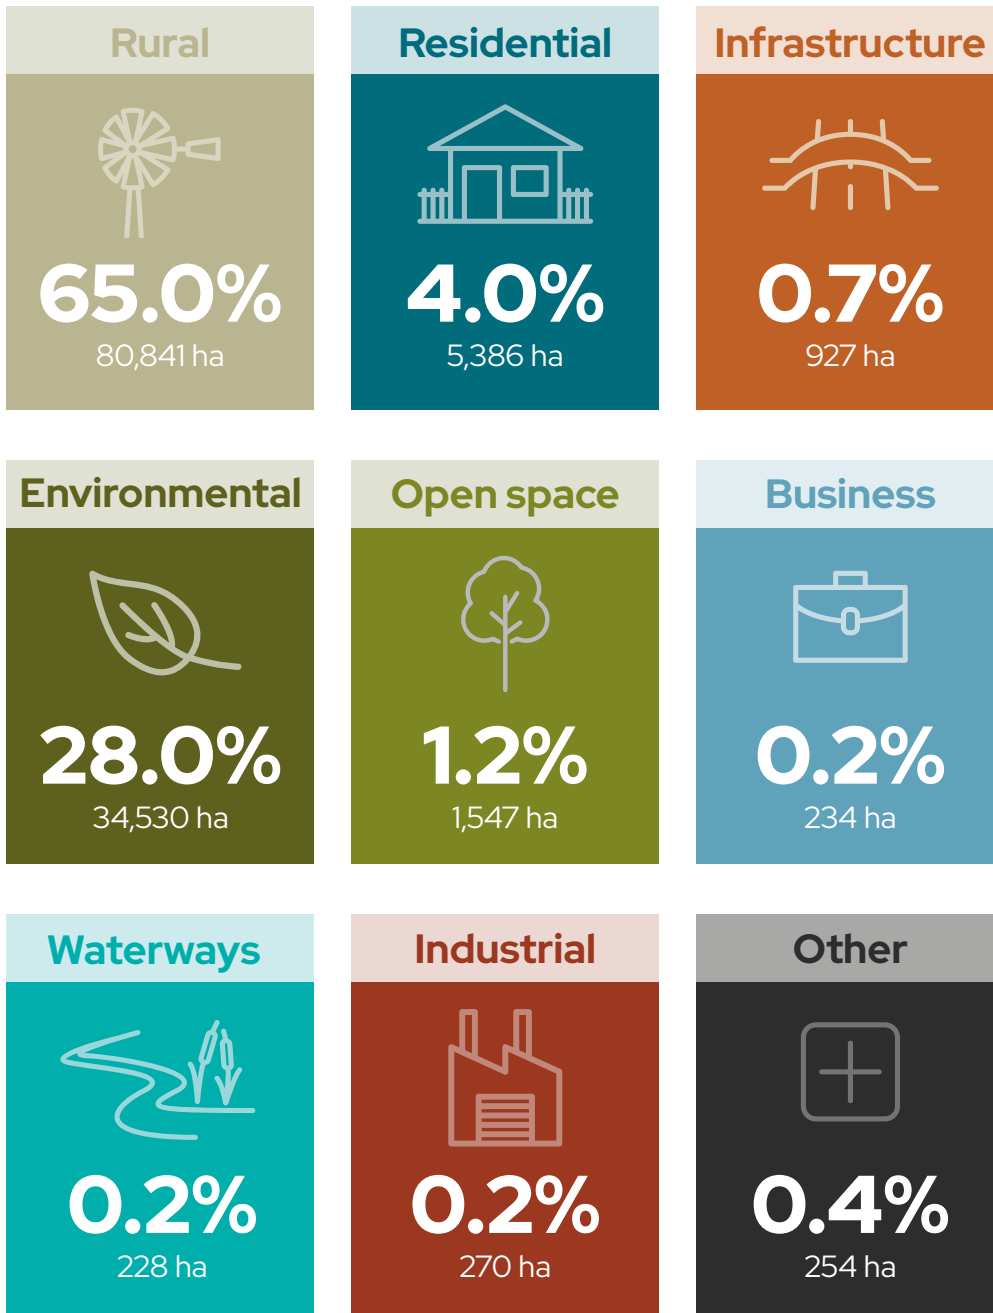 Rural
65.0%
80,841 ha
Residential
4.0%
5,386 ha
Infrastructure
0.7%
927 ha
Environmental
28.0%
34,530 ha
Open space
1.2%
1,547 ha
Business
0.2%
234 ha
Waterways
0.2%
228 ha
Industrial
0.2%
270 ha
Other
0.4%
254 ha